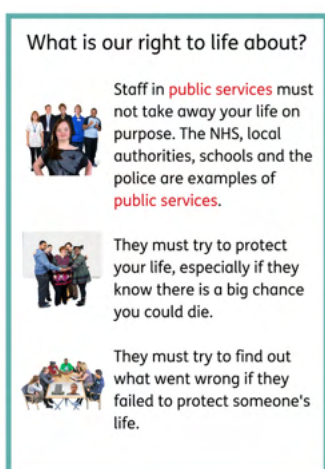 What is our right to life about?
Staff in public services must
not take away your life on
purpose. The NHS, local
authorities, schools and the
police are examples of
public services.
They must try to protect
your life, especially if they
know there is a big chance
you could die.
They must try to find out
what went wrong if they
failed to protect someone's
life.